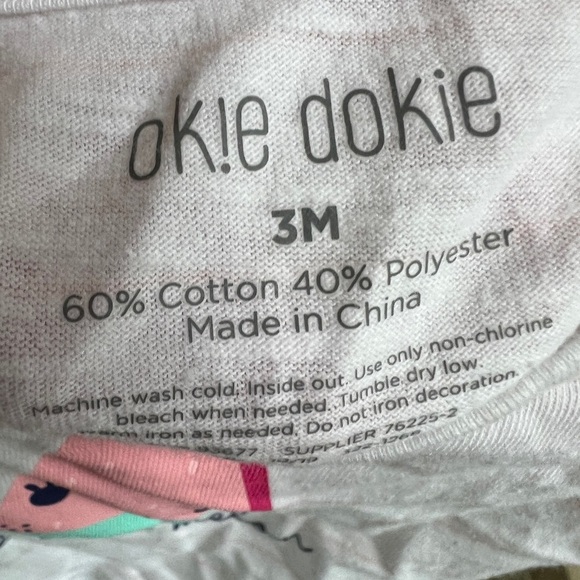 ok!e dokie
3M
60% Cotton 40% Polyester
Made in China
Machine wash cold. Inside out. Use only non-chlorine
bleach when needed. Tumble dry low.
iron as needed. Do not iron decoration.
SUPPLIER 76225-2